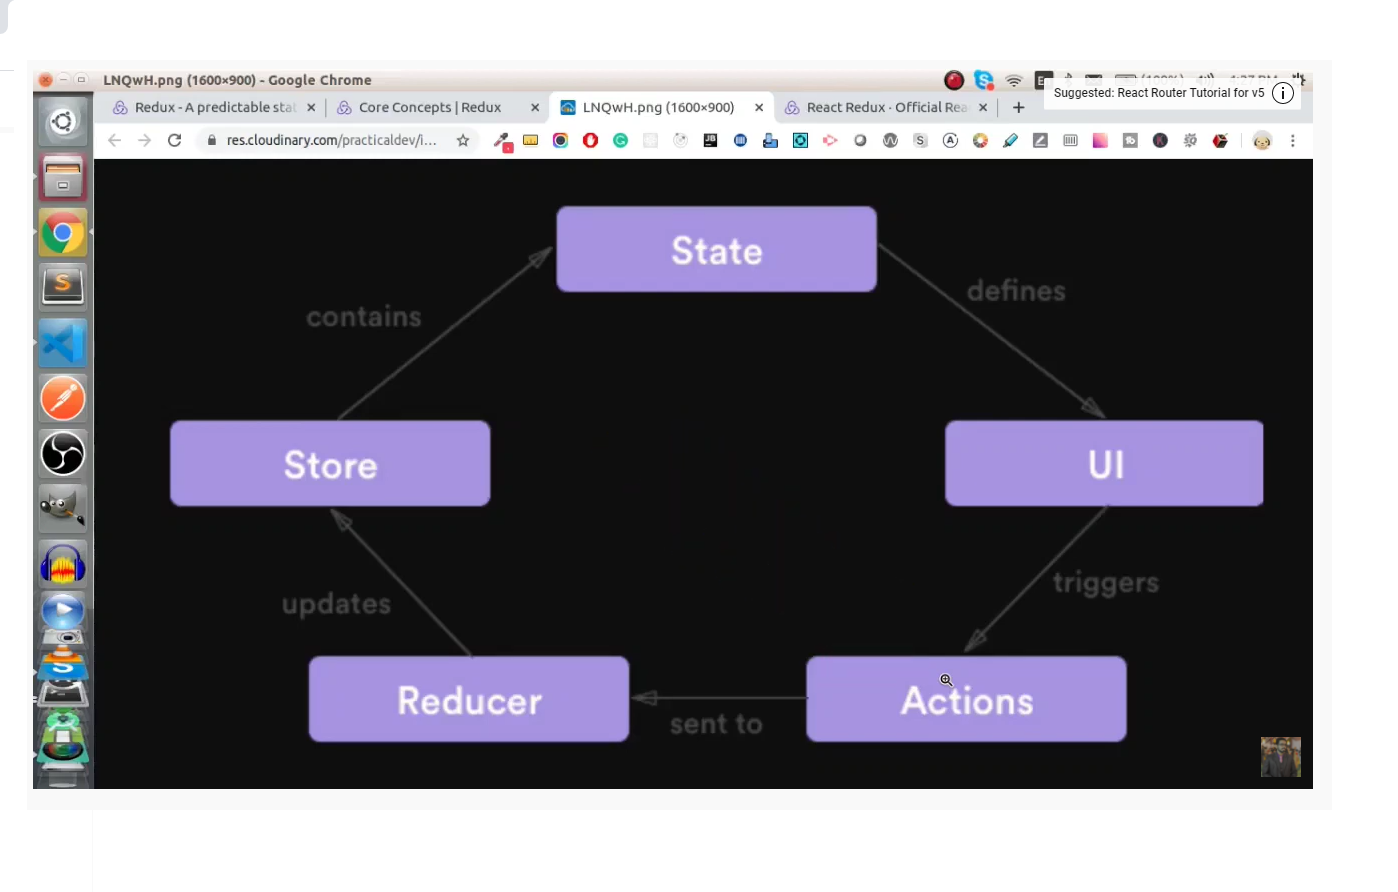 LNQwH.png (1600×900) - Google Chrome
Suggested: React Router Tutorial for v5
Redux - A predictable stat
Core Concepts | Redux
LNQwH.png (1600×900)
React Redux · Official Rea
res.cloudinary.com/practicaldev/i...
State
contains
defines
Store
UI
updates
triggers
Reducer
sent to
Actions